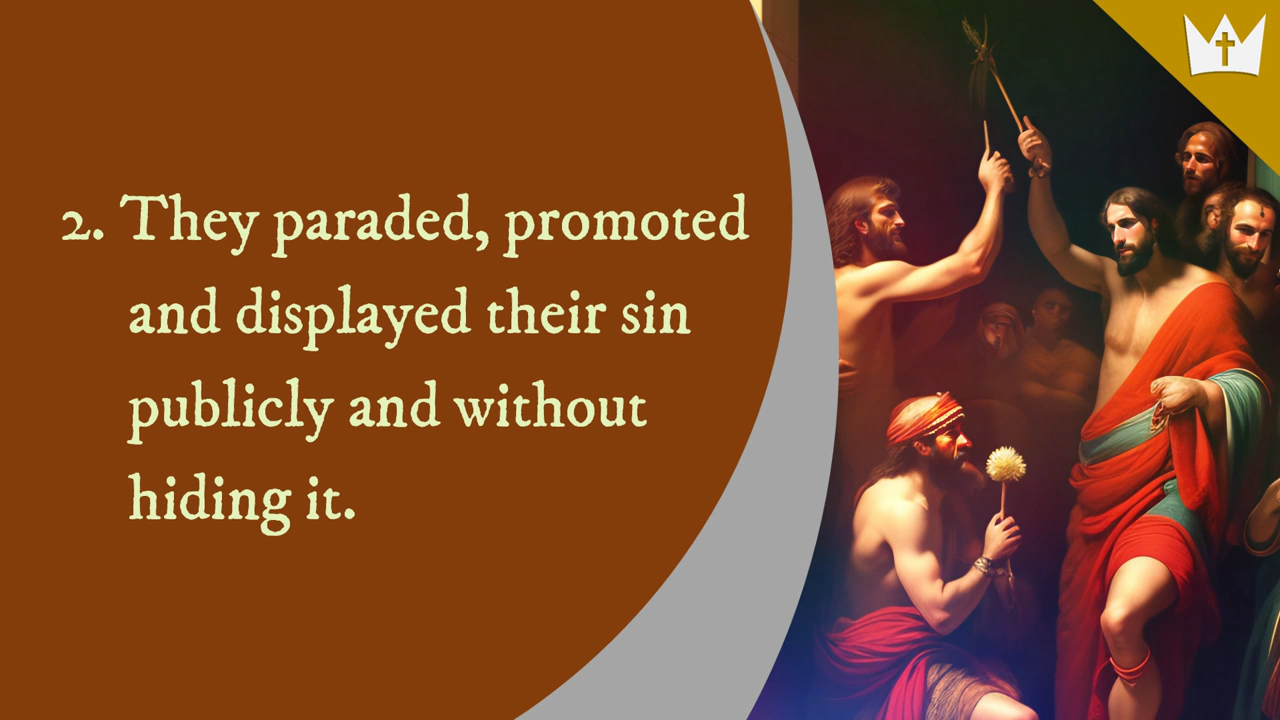 2. They paraded, promoted
and displayed their sin
publicly and without
hiding it.